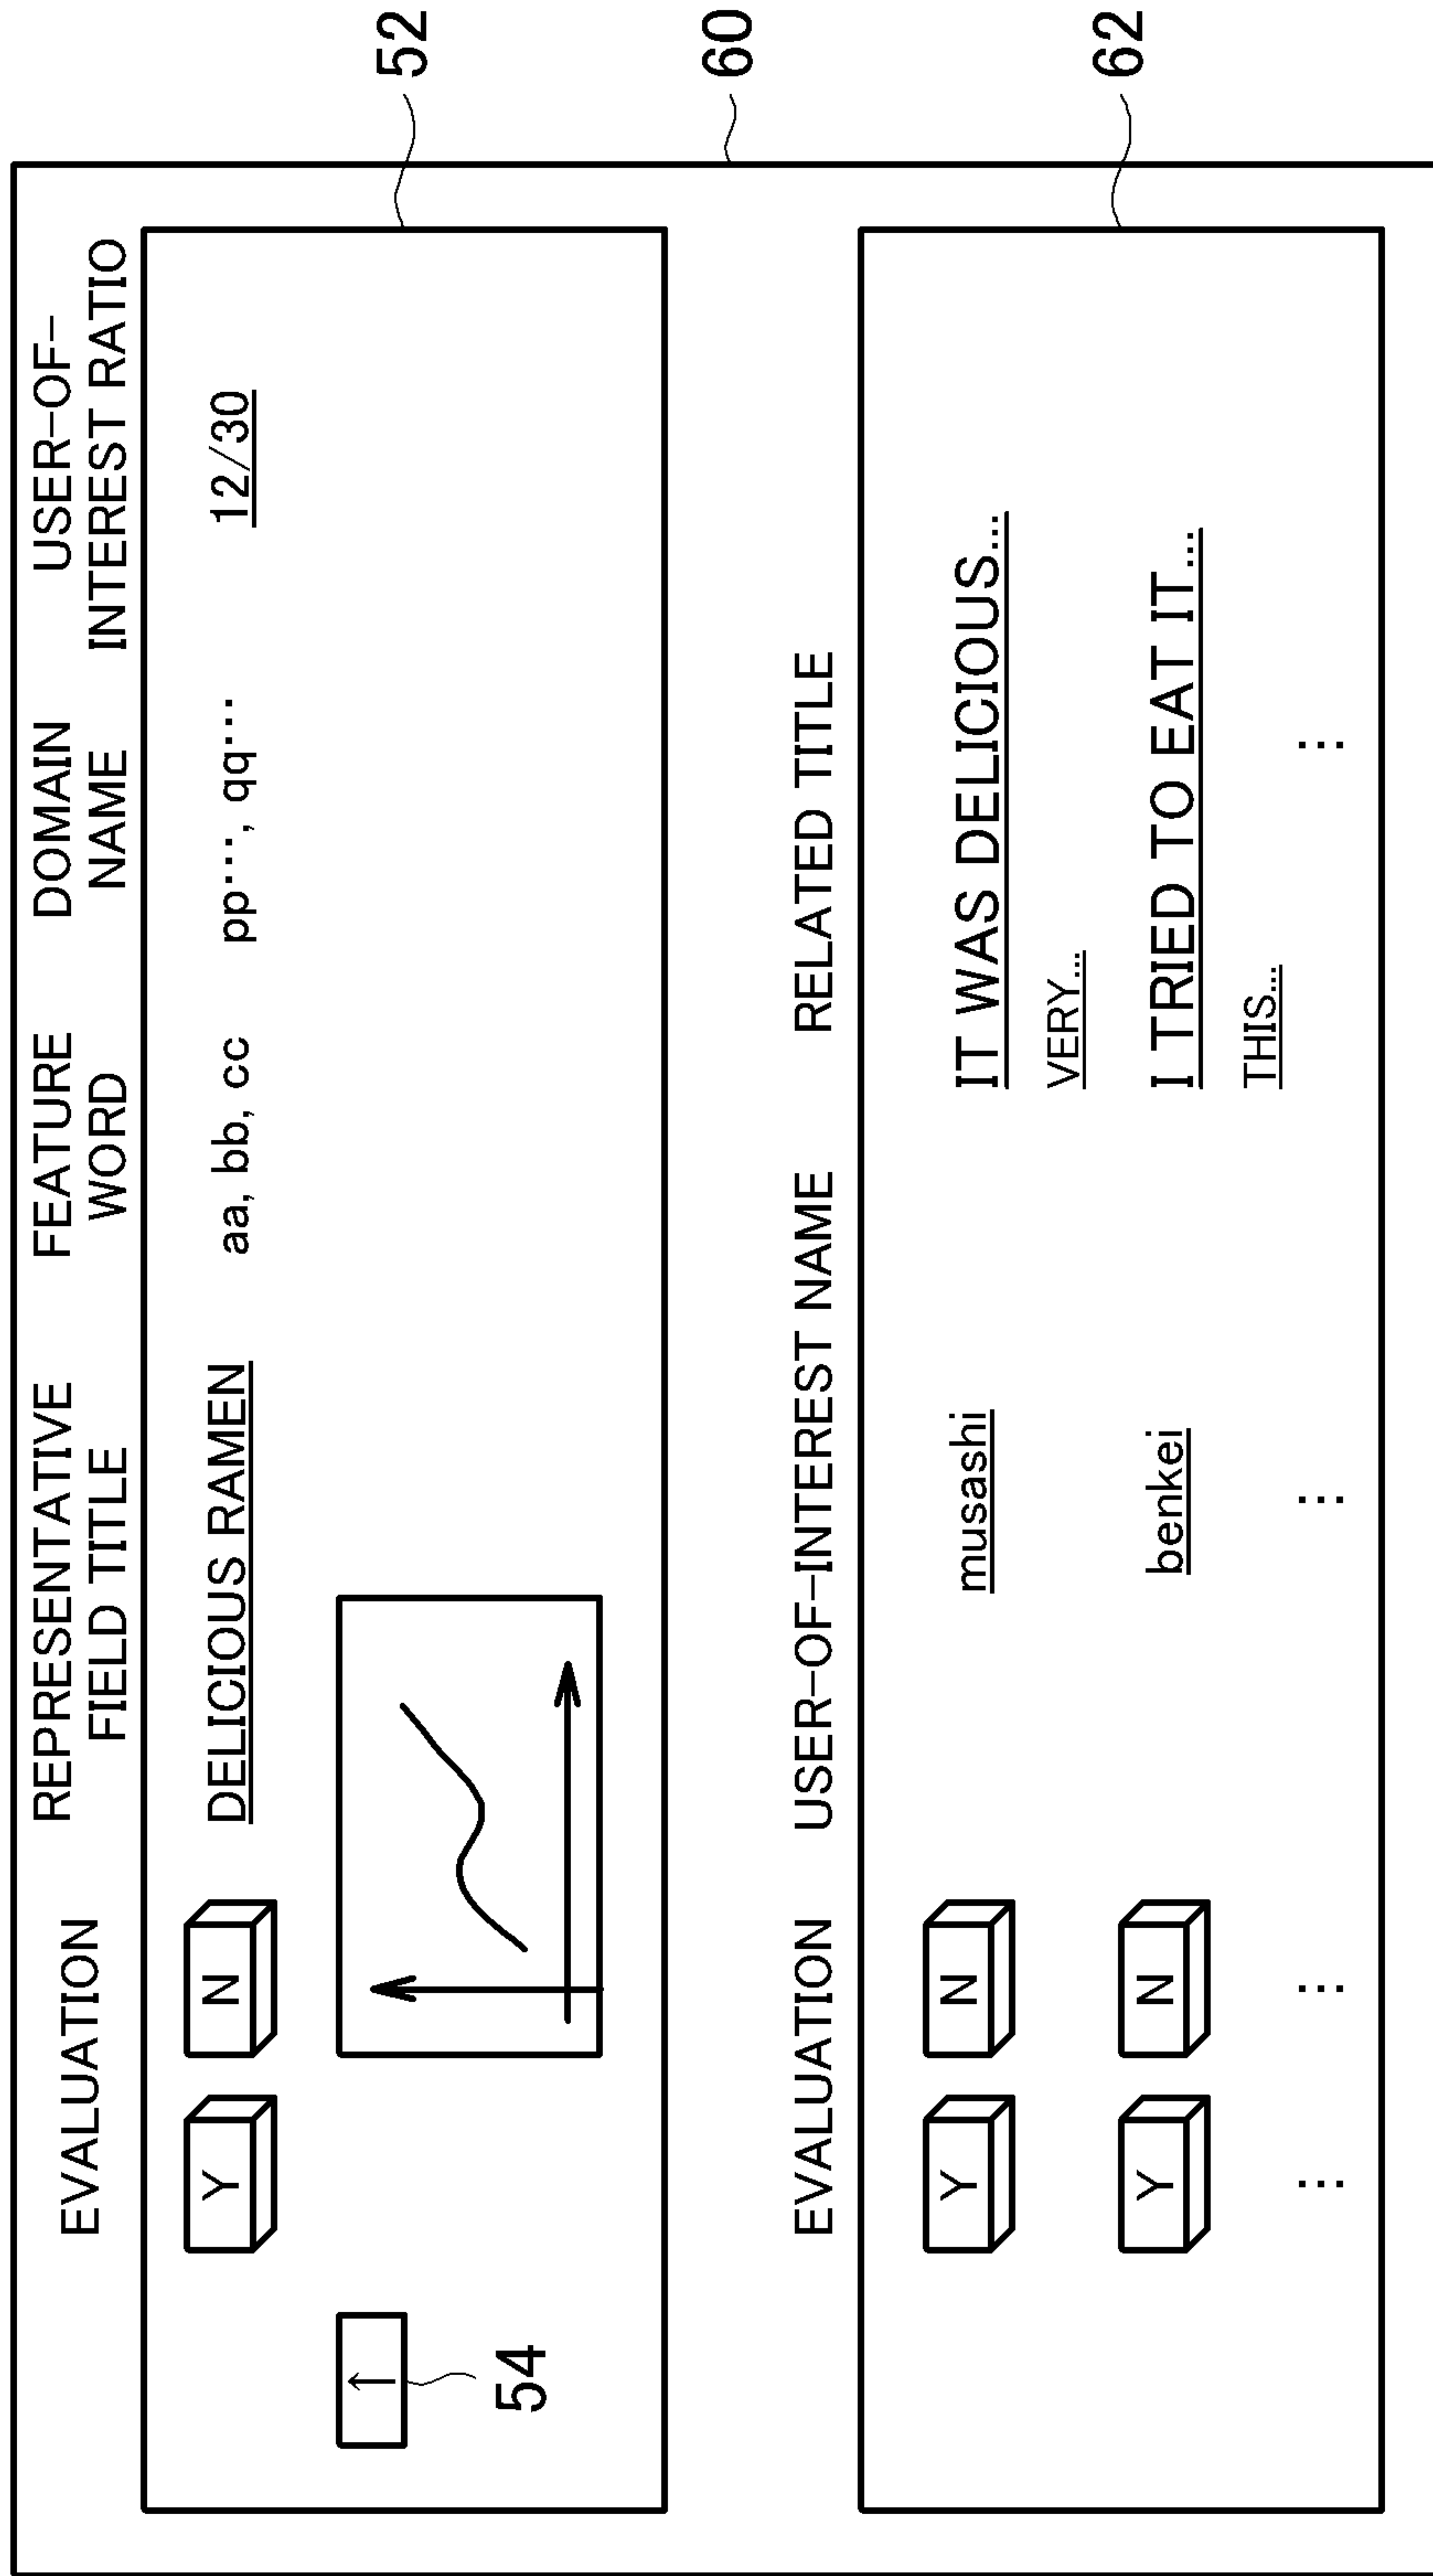 EVALUATION REPRESENTATIVE FIELD TITLE FEATURE WORD DOMAIN NAME USER-OF-INTEREST RATIO
Y N DELICIOUS RAMEN aa, bb, cc pp···, qq··· 12/30
↑
54
52
60
EVALUATION USER-OF-INTEREST NAME RELATED TITLE
Y N musashi IT WAS DELICIOUS...
VERY...
Y N benkei I TRIED TO EAT IT...
THIS...
... ... ... ...
62